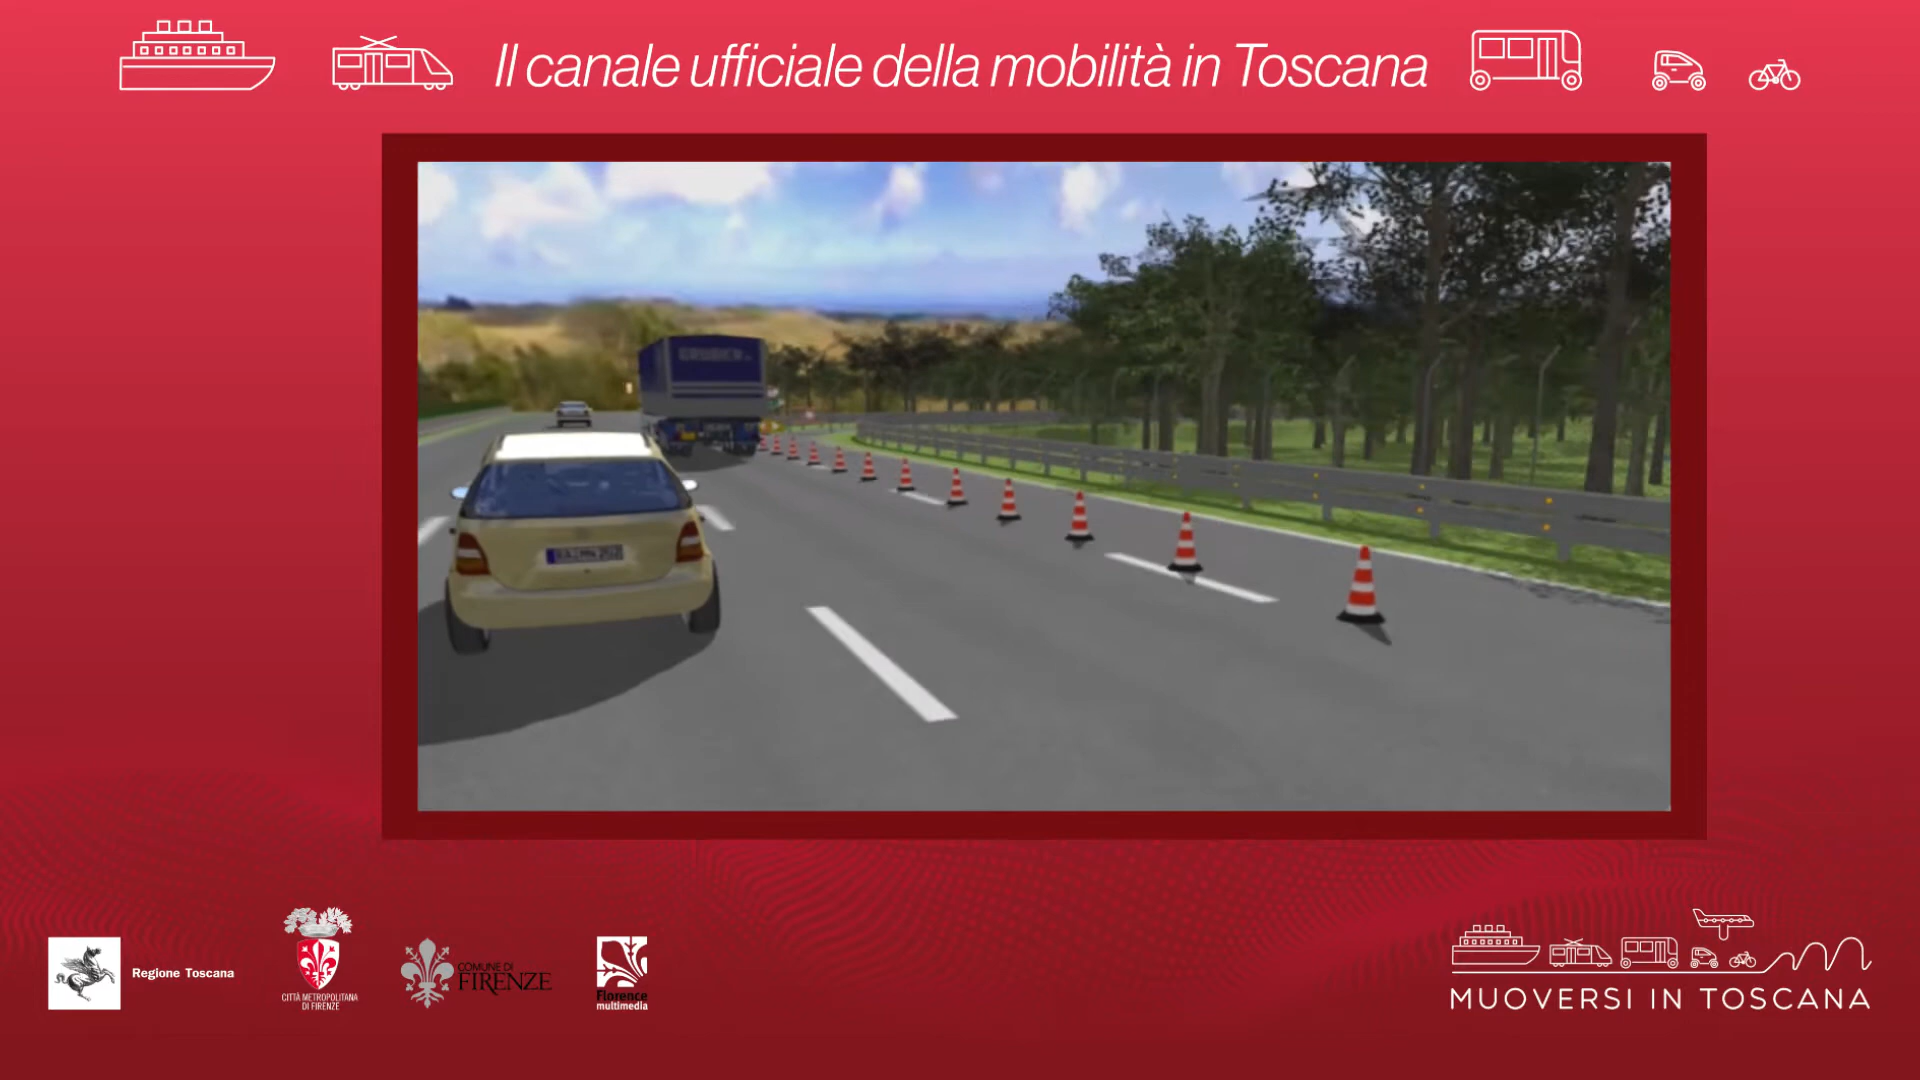 Il canale ufficiale della mobilità in Toscana
GRUBER
Regione Toscana
CITTÀ METROPOLITANA
DI FIRENZE
COMUNE DI
FIRENZE
Florence
multimedia
MUOVERSI IN TOSCANA